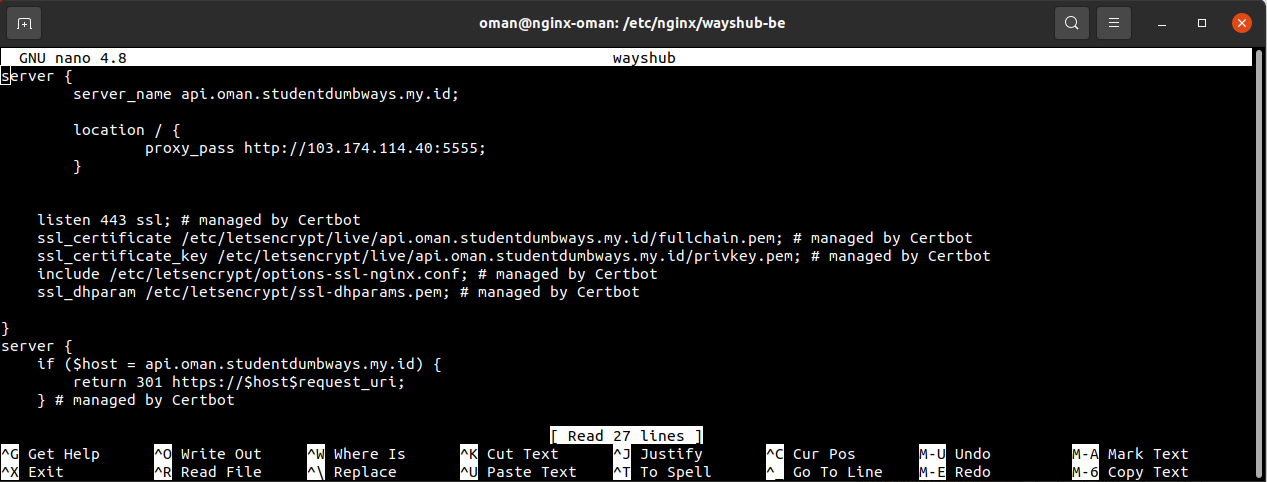 oman@nginx-oman: /etc/nginx/wayshub-be
GNU nano 4.8 wayshub
server {
server_name api.oman.studentdumbways.my.id;
location / {
proxy_pass http://103.174.114.40:5555;
}
listen 443 ssl; # managed by Certbot
ssl_certificate /etc/letsencrypt/live/api.oman.studentdumbways.my.id/fullchain.pem; # managed by Certbot
ssl_certificate_key /etc/letsencrypt/live/api.oman.studentdumbways.my.id/privkey.pem; # managed by Certbot
include /etc/letsencrypt/options-ssl-nginx.conf; # managed by Certbot
ssl_dhparam /etc/letsencrypt/ssl-dhparams.pem; # managed by Certbot
}
server {
if ($host = api.oman.studentdumbways.my.id) {
return 301 https://$host$request_uri;
} # managed by Certbot
[ Read 27 lines ]
^G Get Help ^O Write Out ^W Where Is ^K Cut Text ^J Justify ^C Cur Pos M-U Undo M-A Mark Text
^X Exit ^R Read File ^\ Replace ^U Paste Text ^T To Spell ^_ Go To Line M-E Redo M-6 Copy Text